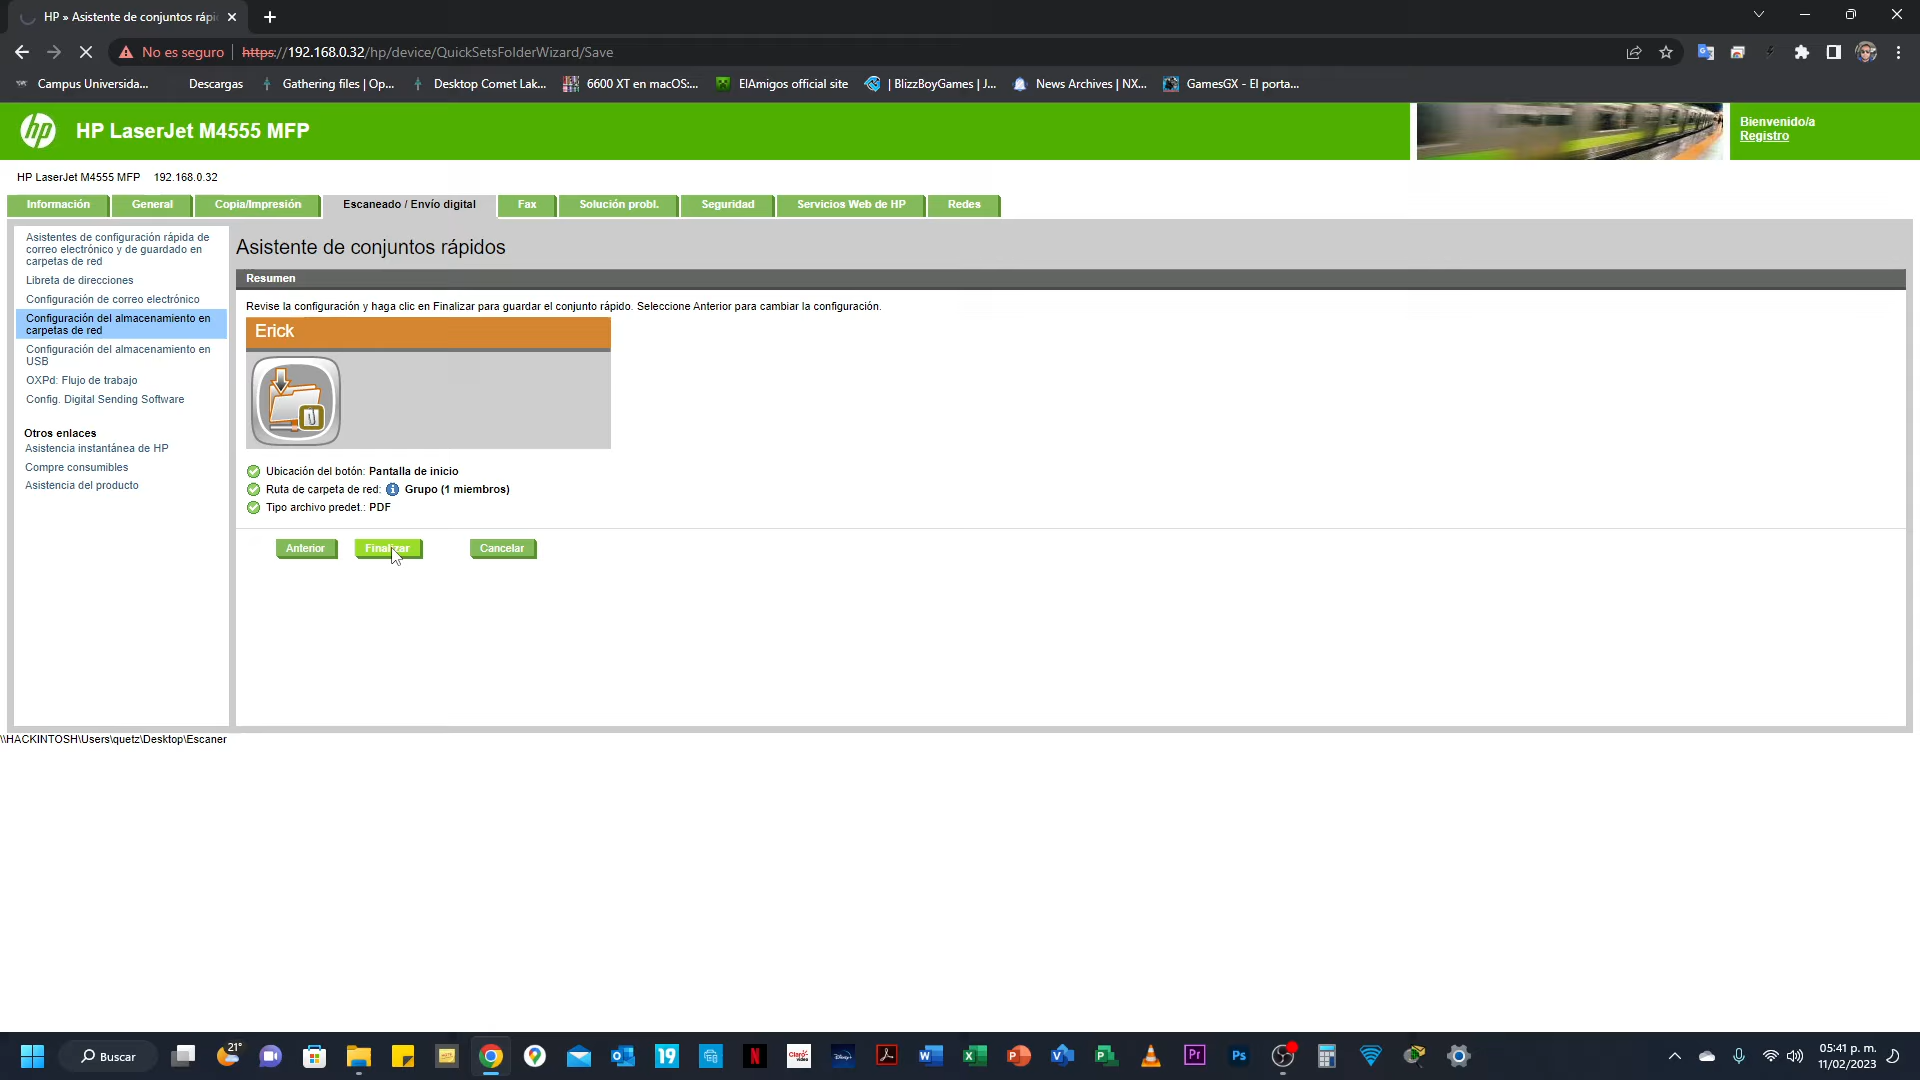 HP » Asistente de conjuntos rápi
No es seguro
https://192.168.0.32/hp/device/QuickSetsFolderWizard/Save
Campus Universida...
Descargas
Gathering files | Op...
Desktop Comet Lak...
6600 XT en macOS:...
ElAmigos official site
| BlizzBoyGames | J...
News Archives | NX...
GamesGX - El porta...
hp
HP LaserJet M4555 MFP
Bienvenido/a
Registro
HP LaserJet M4555 MFP 192.168.0.32
Información
General
Copia/Impresión
Escaneado / Envío digital
Fax
Solución probl.
Seguridad
Servicios Web de HP
Redes
Asistentes de configuración rápida de
correo electrónico y de guardado en
carpetas de red
Libreta de direcciones
Configuración de correo electrónico
Configuración del almacenamiento en
carpetas de red
Configuración del almacenamiento en
USB
OXPd: Flujo de trabajo
Config. Digital Sending Software
Otros enlaces
Asistencia instantánea de HP
Compre consumibles
Asistencia del producto
Asistente de conjuntos rápidos
Resumen
Revise la configuración y haga clic en Finalizar para guardar el conjunto rápido. Seleccione Anterior para cambiar la configuración.
Erick
Ubicación del botón: Pantalla de inicio
Ruta de carpeta de red: Grupo (1 miembros)
Tipo archivo predet.: PDF
Anterior
Finalizar
Cancelar
\\HACKINTOSH\Users\quetz\Desktop\Escaner
Buscar
21°
19
N
Claro video
Disney+
W
X
P
V
P
Pr
Ps
05:41 p. m.
11/02/2023